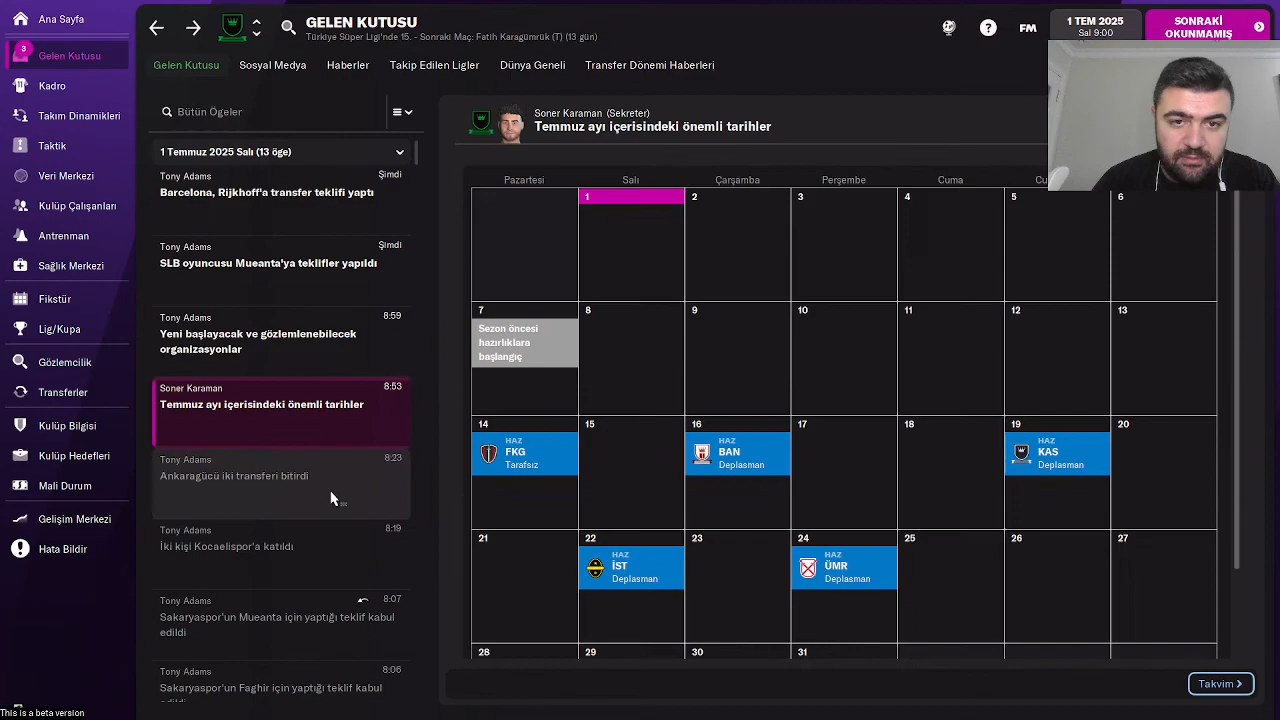 Ana Sayfa
3
Gelen Kutusu
Kadro
Takım Dinamikleri
Taktik
Veri Merkezi
Kulüp Çalışanları
Antrenman
Sağlık Merkezi
Fikstür
Lig/Kupa
Gözlemcilik
Transferler
Kulüp Bilgisi
Kulüp Hedefleri
Mali Durum
Gelişim Merkezi
Hata Bildir
This is a beta version
GELEN KUTUSU
Türkiye Süper Ligi'nde 15. - Sonraki Maç: Fatih Karagümrük (T) (13 gün)
FM
1 TEM 2025
Sal 9:00
SONRAKİ
OKUNMAMIŞ
Gelen Kutusu
Sosyal Medya
Haberler
Takip Edilen Ligler
Dünya Geneli
Transfer Dönemi Haberleri
Bütün Ögeler
1 Temmuz 2025 Salı (13 öge)
Tony Adams Şimdi
Barcelona, Rijkhoff'a transfer teklifi yaptı
Tony Adams Şimdi
SLB oyuncusu Mueanta'ya teklifler yapıldı
Tony Adams 8:59
Yeni başlayacak ve gözlemlenebilecek
organizasyonlar
Soner Karaman 8:53
Temmuz ayı içerisindeki önemli tarihler
Tony Adams 8:23
Ankaragücü iki transferi bitirdi
Tony Adams 8:19
İki kişi Kocaelispor'a katıldı
Tony Adams 8:07
Sakaryaspor'un Mueanta için yaptığı teklif kabul
edildi
Tony Adams 8:06
Sakaryaspor'un Faghir için yaptığı teklif kabul
edildi
Soner Karaman (Sekreter)
Temmuz ayı içerisindeki önemli tarihler
Pazartesi Salı Çarşamba Perşembe Cuma
1 2 3 4 5 6
7 8 9 10 11 12 13
Sezon öncesi
hazırlıklara
başlangıç
14 15 16 17 18 19 20
HAZ
FKG
Tarafsız
HAZ
BAN
Deplasman
HAZ
KAS
Deplasman
21 22 23 24 25 26 27
HAZ
İST
Deplasman
HAZ
ÜMR
Deplasman
28 29 30 31
Takvim